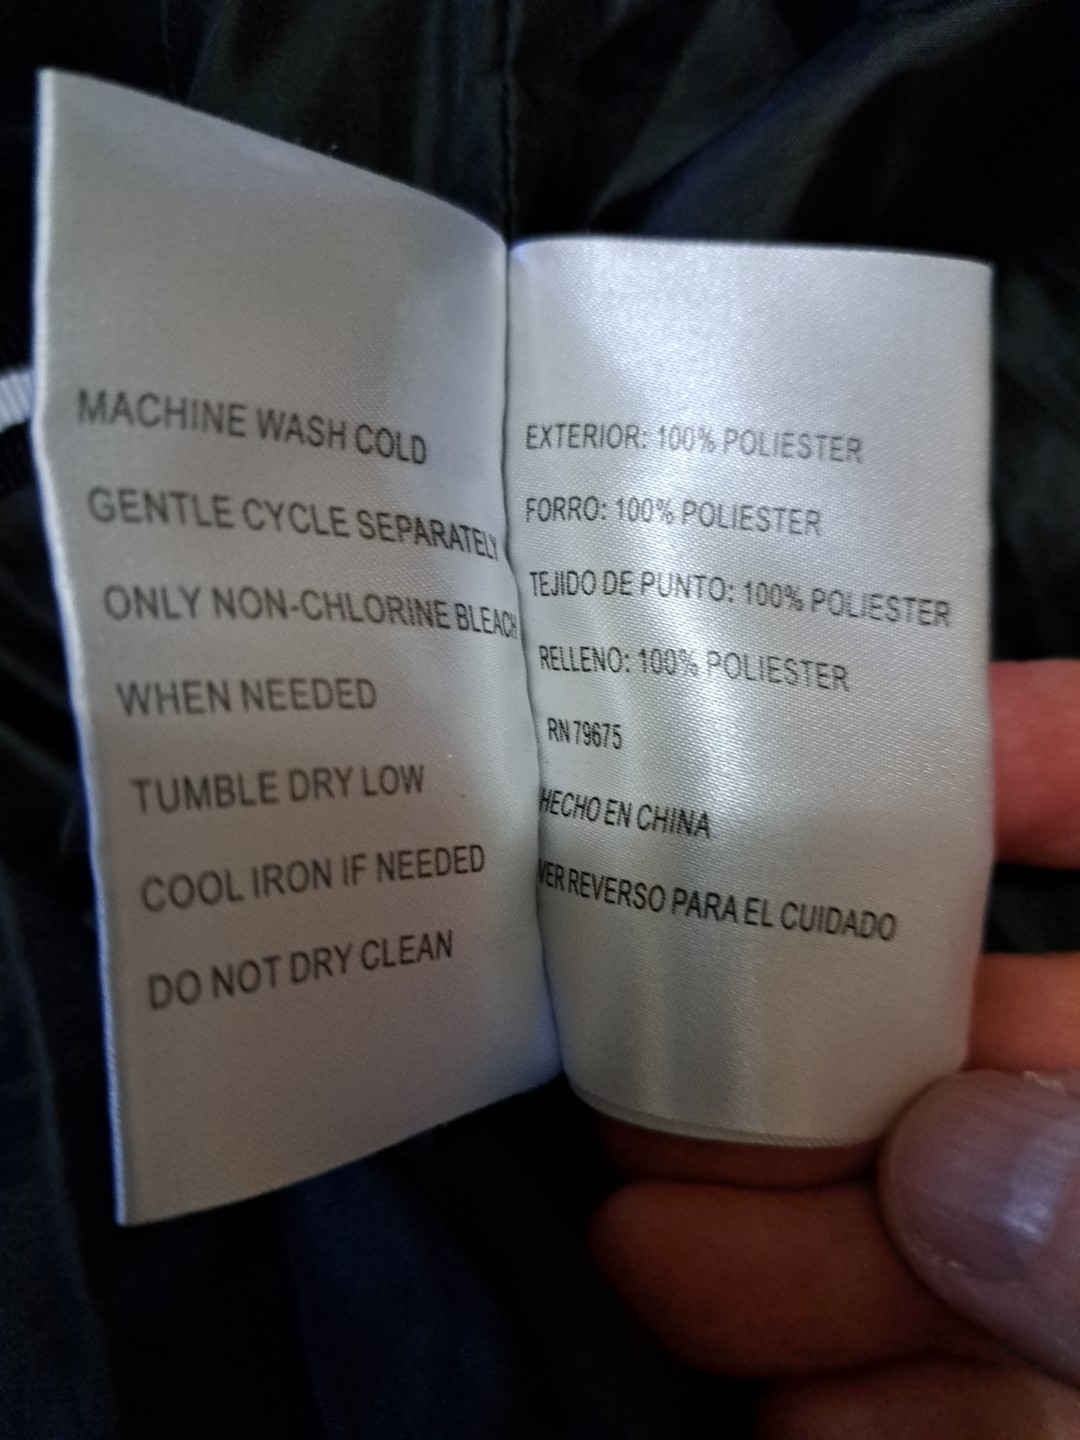 MACHINE WASH COLD
GENTLE CYCLE SEPARATELY
ONLY NON-CHLORINE BLEACH
WHEN NEEDED
TUMBLE DRY LOW
COOL IRON IF NEEDED
DO NOT DRY CLEAN
EXTERIOR: 100% POLIESTER
FORRO: 100% POLIESTER
TEJIDO DE PUNTO: 100% POLIESTER
RELLENO: 100% POLIESTER
RN 79675
HECHO EN CHINA
VER REVERSO PARA EL CUIDADO